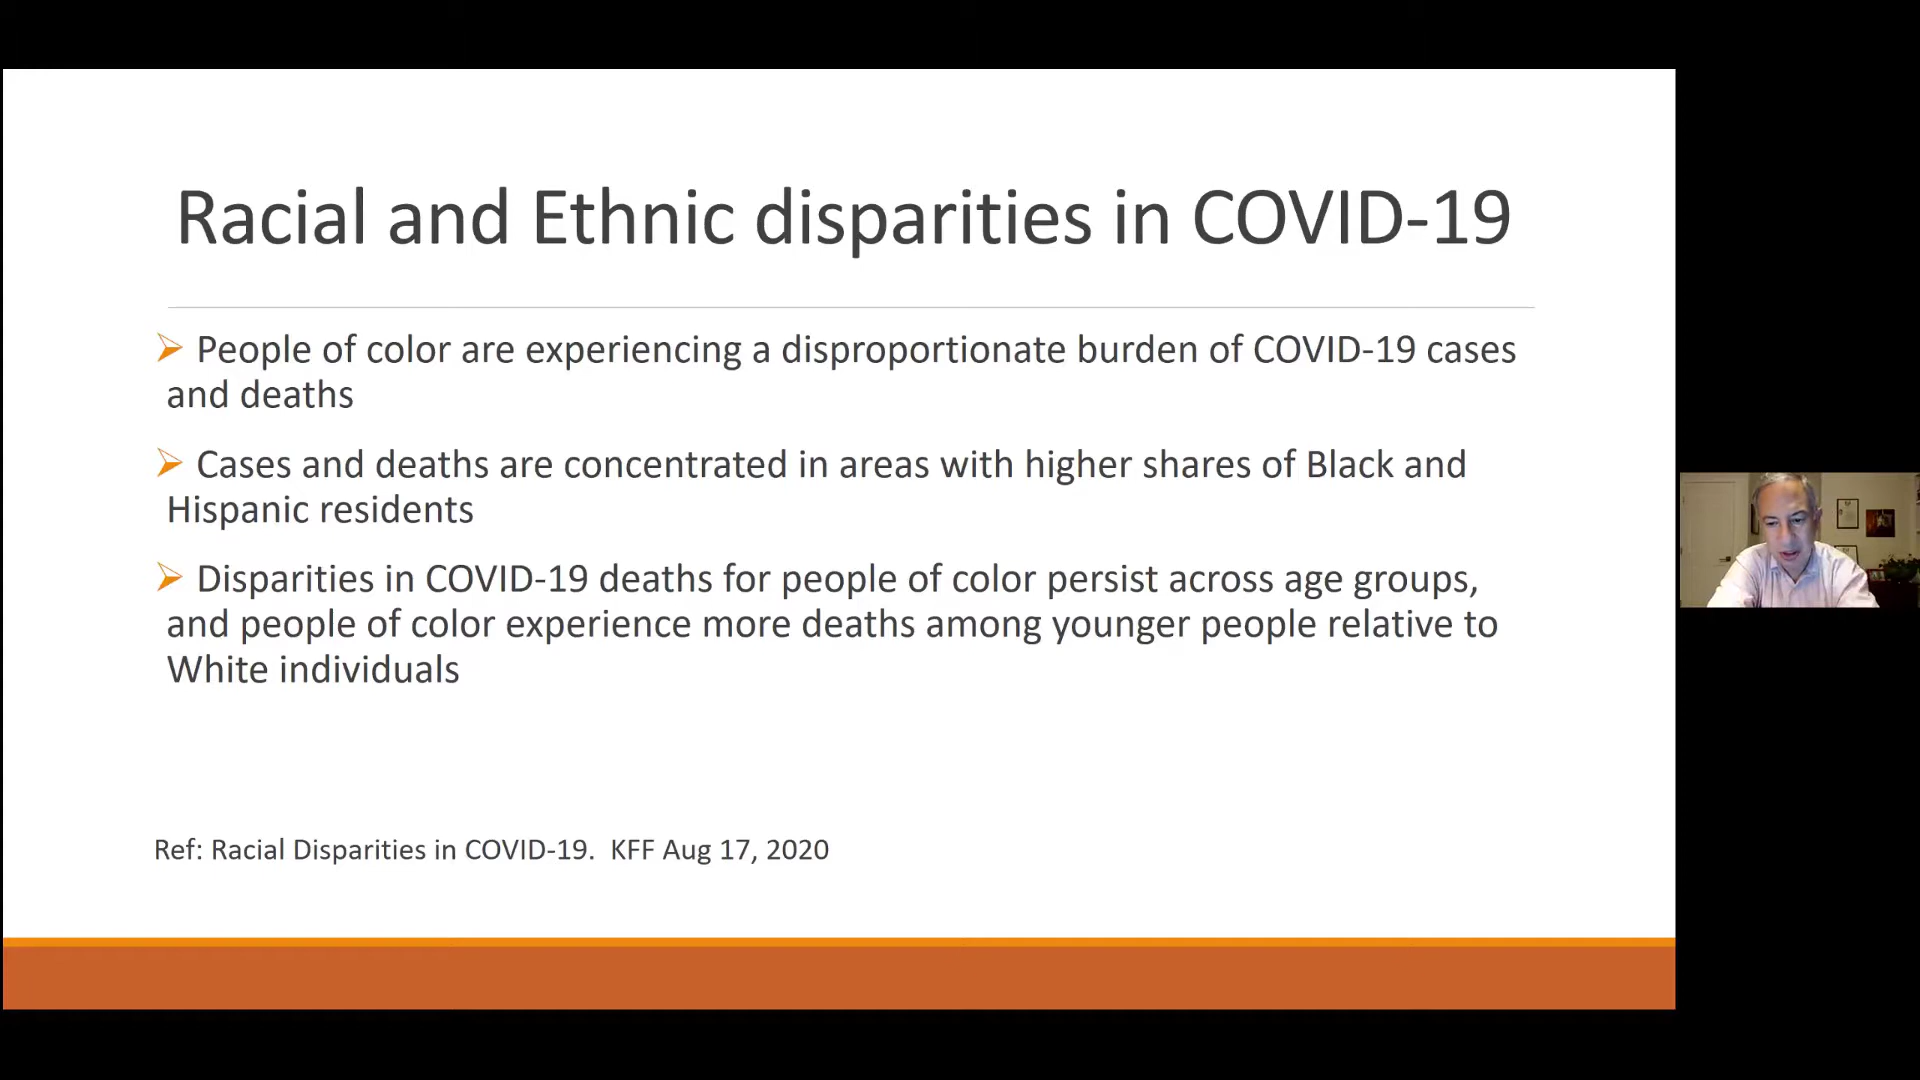 Racial and Ethnic disparities in COVID-19
People of color are experiencing a disproportionate burden of COVID-19 cases
and deaths
Cases and deaths are concentrated in areas with higher shares of Black and
Hispanic residents
Disparities in COVID-19 deaths for people of color persist across age groups,
and people of color experience more deaths among younger people relative to
White individuals
Ref: Racial Disparities in COVID-19.  KFF Aug 17, 2020